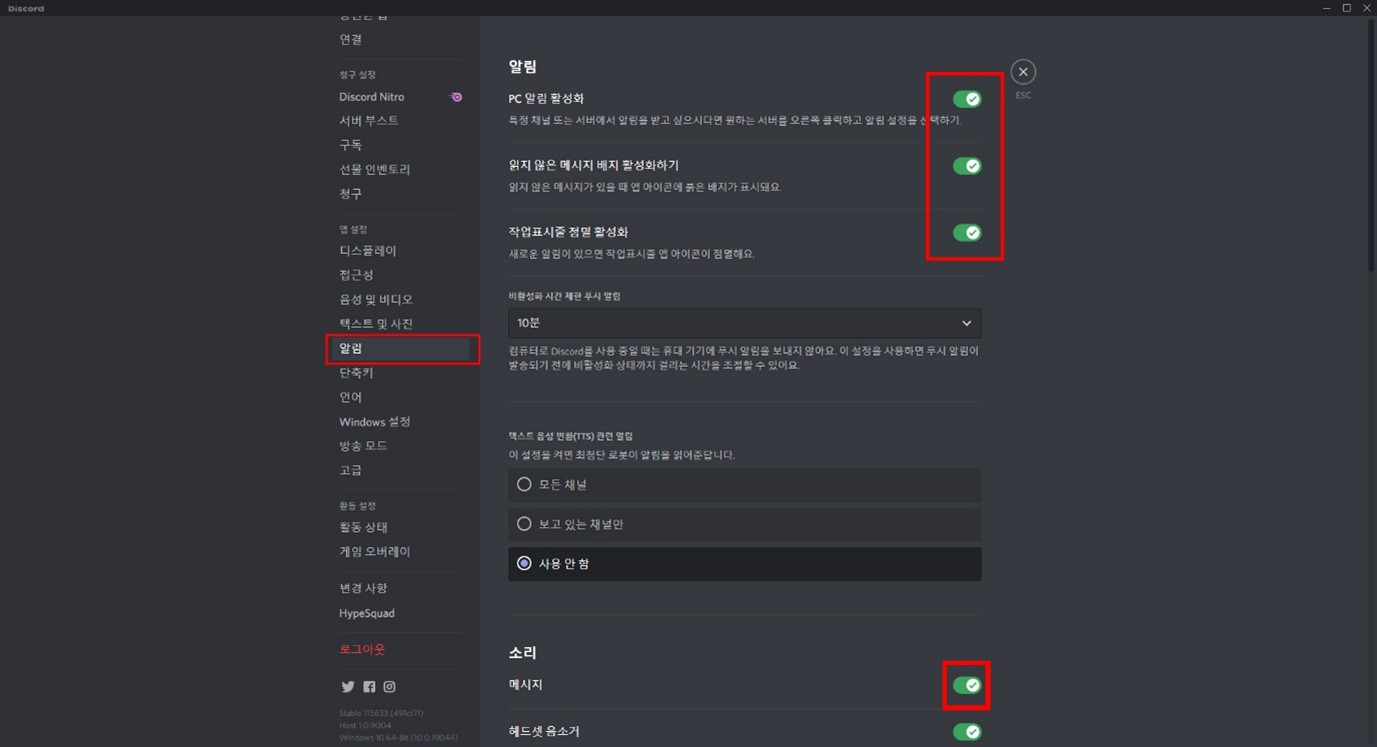 Discord
연결
청구 설정
Discord Nitro
서버 부스트
구독
선물 인벤토리
청구
앱 설정
디스플레이
접근성
음성 및 비디오
텍스트 및 사진
알림
단축키
언어
Windows 설정
방송 모드
고급
활동 설정
활동 상태
게임 오버레이
변경 사항
HypeSquad
로그아웃
Stable 115633 (491cf7f)
Host 1.0.9004
Windows 10 64-Bit (10.0.19044)
알림
PC 알림 활성화
특정 채널 또는 서버에서 알림을 받고 싶으시다면 원하는 서버를 오른쪽 클릭하고 알림 설정을 선택하기.
읽지 않은 메시지 배지 활성화하기
읽지 않은 메시지가 있을 때 앱 아이콘에 붉은 배지가 표시돼요.
작업표시줄 점멸 활성화
새로운 알림이 있으면 작업표시줄 앱 아이콘이 점멸해요.
비활성화 시간 제한 푸시 알림
10분
컴퓨터로 Discord를 사용 중일 때는 휴대 기기에 푸시 알림을 보내지 않아요. 이 설정을 사용하면 푸시 알림이
발송되기 전에 비활성화 상태까지 걸리는 시간을 조절할 수 있어요.
텍스트 음성 변환(TTS) 관련 알림
이 설정을 켜면 최첨단 로봇이 알림을 읽어준답니다.
모든 채널
보고 있는 채널만
사용 안 함
소리
메시지
헤드셋 음소거
ESC